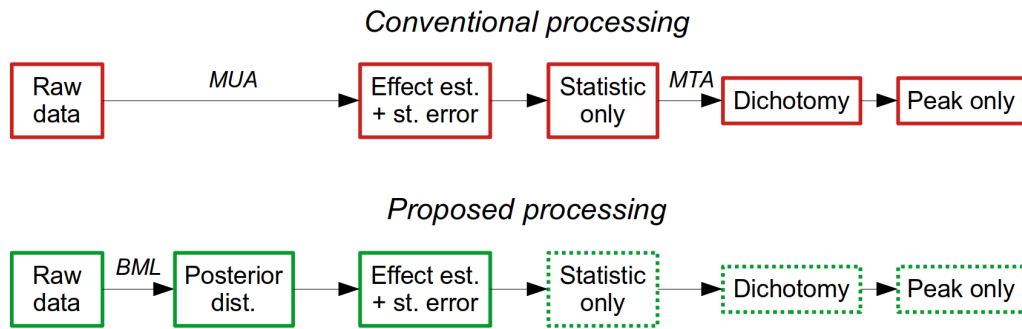 Conventional processing
Raw
data
MUA
Effect est.
+ st. error
Statistic
only
MTA
Dichotomy
Peak only
Proposed processing
Raw
data
BML
Posterior
dist.
Effect est.
+ st. error
Statistic
only
Dichotomy
Peak only